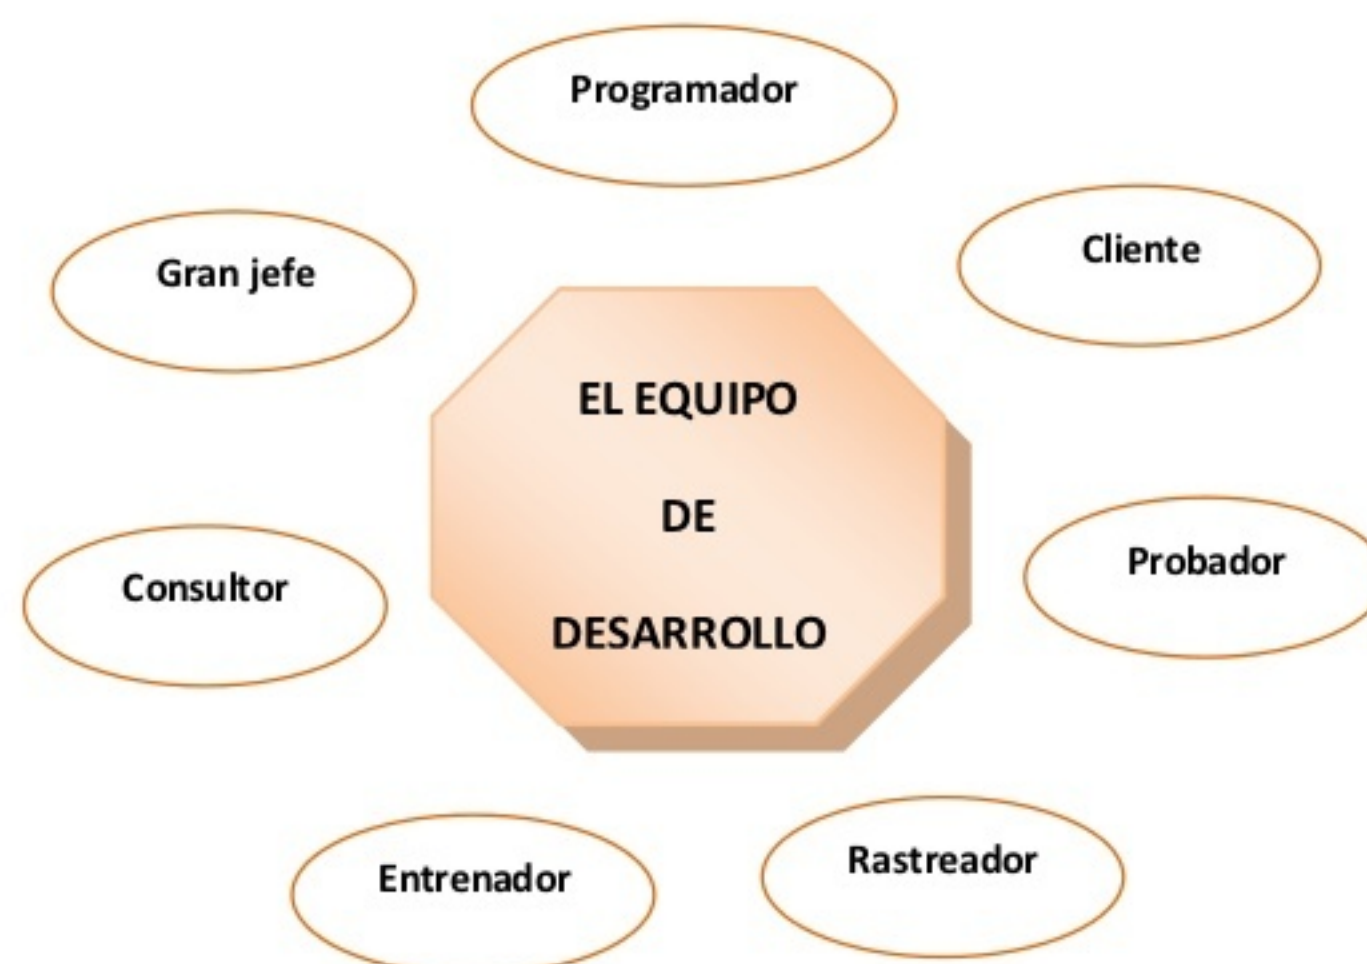 Programador
Cliente
Gran jefe
EL EQUIPO
DE
DESARROLLO
Probador
Consultor
Rastreador
Entrenador